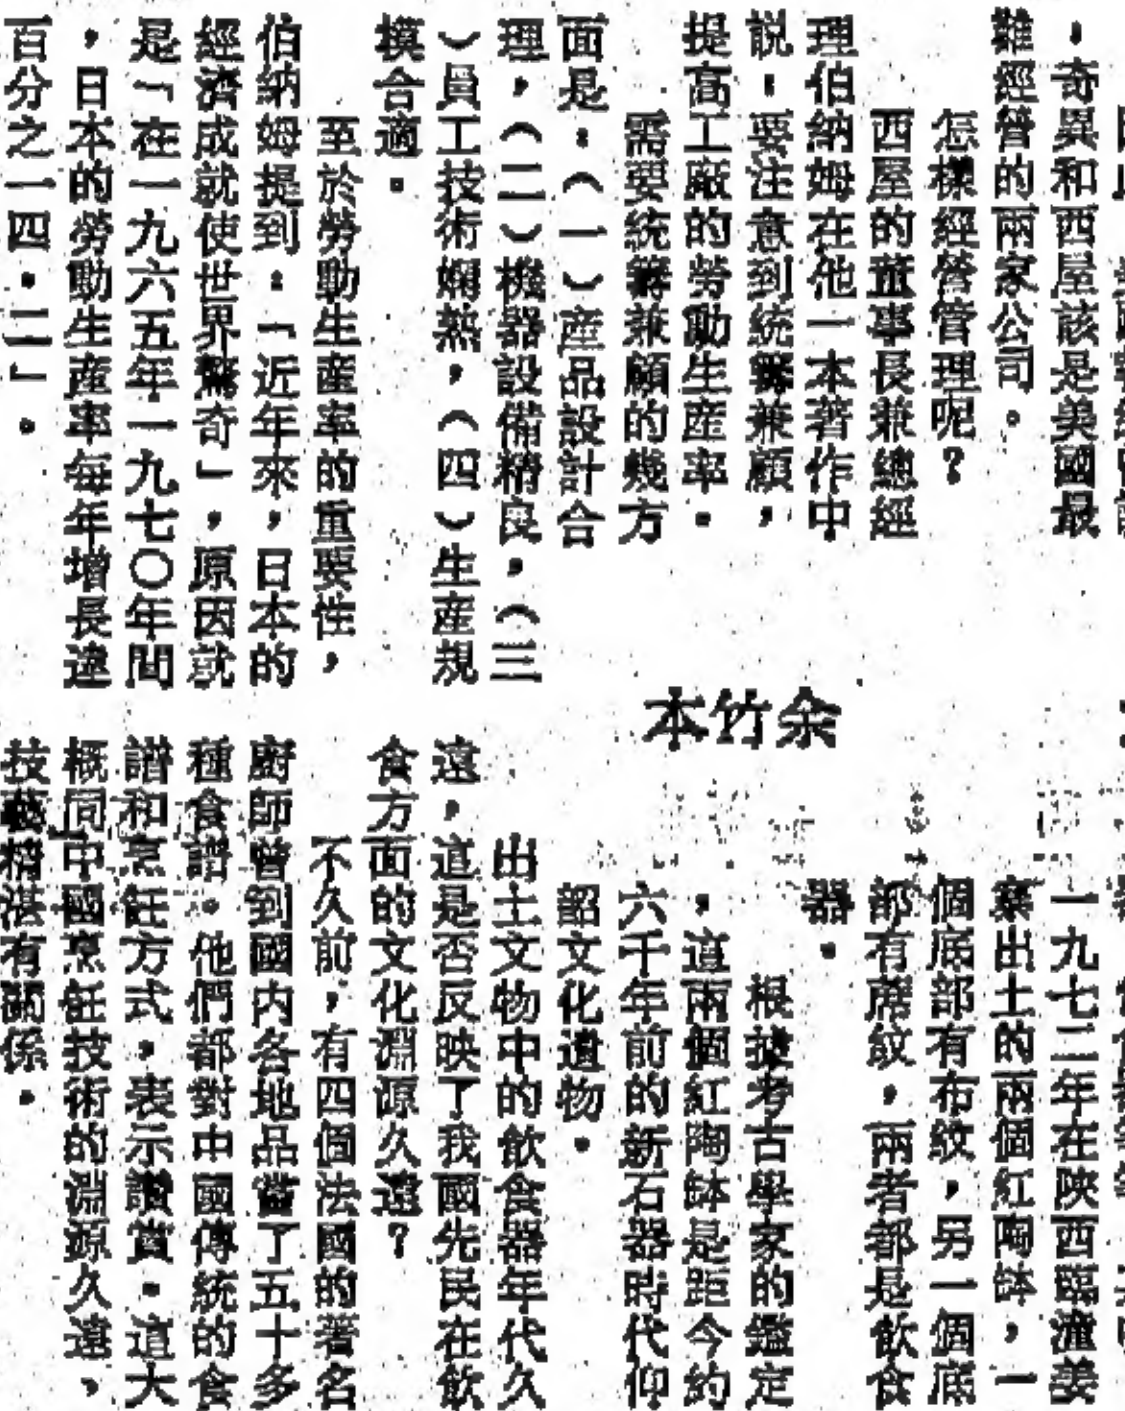 ，奇異和西屋該是美國最
難經營的兩家公司。
怎樣經營管理呢？
西屋的董事長兼總經
理伯納姆在他一本著作中
説，要注意到統籌兼顧，
提高工廠的勞動生産率。
需要統籌兼顧的幾方
面是：（一）産品設計合
理，（二）機器設備精良，（三
）員工技術嫻熟，（四）生産規
模合適。
至於勞動生産率的重要性，
伯納姆提到：「近年來，日本的
經濟成就使世界驚奇」，原因就
是「在一九六五年一九七〇年間
，日本的勞動生産率每年增長達
百分之一四．二」。
本竹余
一九七二年在陝西臨潼姜
寨出土的兩個紅陶缽，一
個底部有布紋，另一個底
部有蓆紋，兩者都是飲食
器。
根據考古學家的鑑定
，這兩個紅陶缽是距今約
六千年前的新石器時代仰
韶文化遺物。
出土文物中的飲食器年代久
遠，這是否反映了我國先民在飲
食方面的文化淵源久遠？
不久前，有四個法國的著名
廚師曾到國内各地品嘗了五十多
種食譜。他們都對中國傳統的食
譜和烹飪方式，表示讚賞。這大
概同中國烹飪技術的淵源久遠，
技藝精湛有關係。